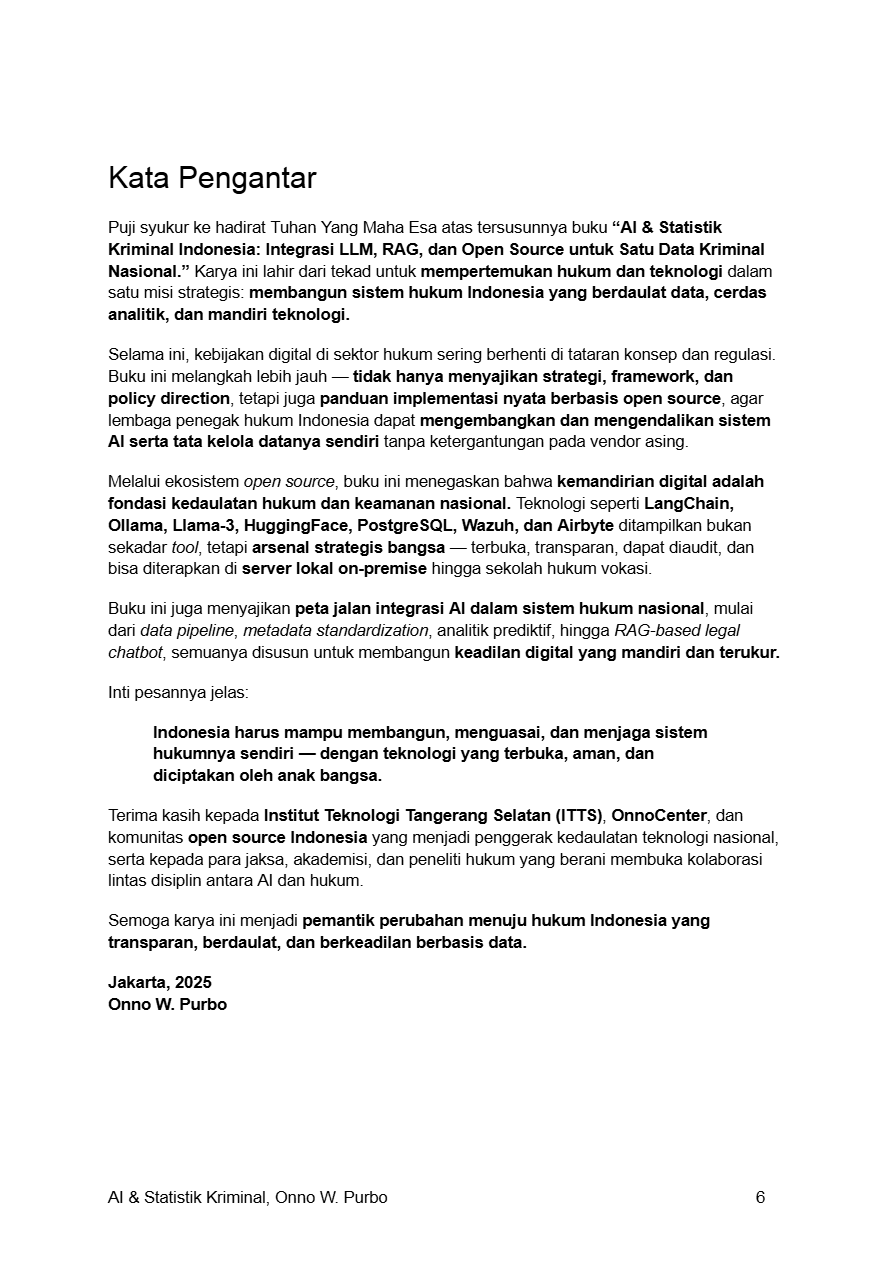 Kata Pengantar
Puji syukur ke hadirat Tuhan Yang Maha Esa atas tersusunnya buku “AI & Statistik
Kriminal Indonesia: Integrasi LLM, RAG, dan Open Source untuk Satu Data Kriminal
Nasional.” Karya ini lahir dari tekad untuk mempertemukan hukum dan teknologi dalam
satu misi strategis: membangun sistem hukum Indonesia yang berdaulat data, cerdas
analitik, dan mandiri teknologi.
Selama ini, kebijakan digital di sektor hukum sering berhenti di tataran konsep dan regulasi.
Buku ini melangkah lebih jauh — tidak hanya menyajikan strategi, framework, dan
policy direction, tetapi juga panduan implementasi nyata berbasis open source, agar
lembaga penegak hukum Indonesia dapat mengembangkan dan mengendalikan sistem
AI serta tata kelola datanya sendiri tanpa ketergantungan pada vendor asing.
Melalui ekosistem open source, buku ini menegaskan bahwa kemandirian digital adalah
fondasi kedaulatan hukum dan keamanan nasional. Teknologi seperti LangChain,
Ollama, Llama-3, HuggingFace, PostgreSQL, Wazuh, dan Airbyte ditampilkan bukan
sekadar tool, tetapi arsenal strategis bangsa — terbuka, transparan, dapat diaudit, dan
bisa diterapkan di server lokal on-premise hingga sekolah hukum vokasi.
Buku ini juga menyajikan peta jalan integrasi AI dalam sistem hukum nasional, mulai
dari data pipeline, metadata standardization, analitik prediktif, hingga RAG-based legal
chatbot, semuanya disusun untuk membangun keadilan digital yang mandiri dan terukur.
Inti pesannya jelas:
Indonesia harus mampu membangun, menguasai, dan menjaga sistem
hukumnya sendiri — dengan teknologi yang terbuka, aman, dan
diciptakan oleh anak bangsa.
Terima kasih kepada Institut Teknologi Tangerang Selatan (ITTS), OnnoCenter, dan
komunitas open source Indonesia yang menjadi penggerak kedaulatan teknologi nasional,
serta kepada para jaksa, akademisi, dan peneliti hukum yang berani membuka kolaborasi
lintas disiplin antara AI dan hukum.
Semoga karya ini menjadi pemantik perubahan menuju hukum Indonesia yang
transparan, berdaulat, dan berkeadilan berbasis data.
Jakarta, 2025
Onno W. Purbo
AI & Statistik Kriminal, Onno W. Purbo 6